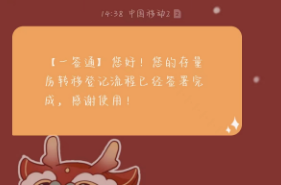 14:38 中国移动2
【一签通】您好！您的存量
房转移登记流程已经签署完
成，感谢使用！